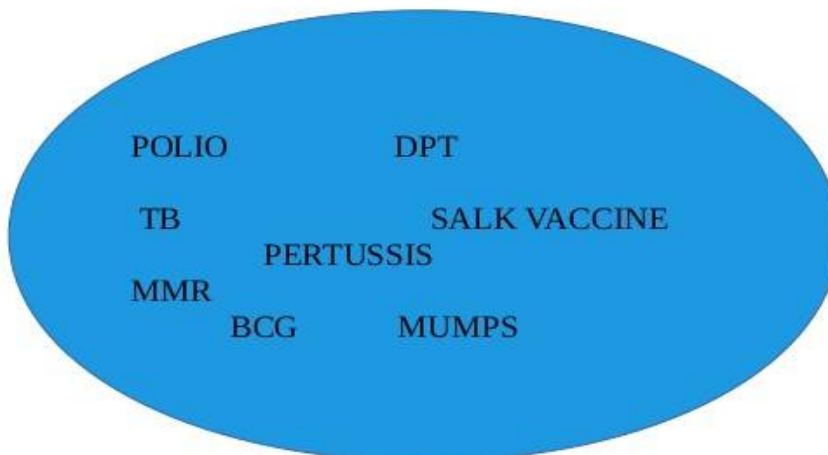 POLIO DPT
TB SALK VACCINE
PERTUSSIS
MMR
BCG MUMPS